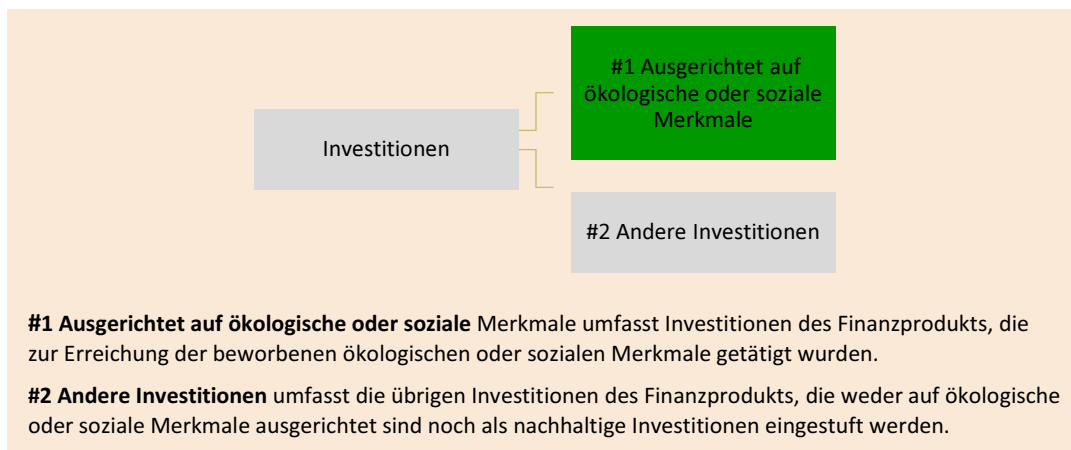 #1 Ausgerichtet auf
ökologische oder soziale
Merkmale
Investitionen
#2 Andere Investitionen
#1 Ausgerichtet auf ökologische oder soziale Merkmale umfasst Investitionen des Finanzprodukts, die
zur Erreichung der beworbenen ökologischen oder sozialen Merkmale getätigt wurden.
#2 Andere Investitionen umfasst die übrigen Investitionen des Finanzprodukts, die weder auf ökologische
oder soziale Merkmale ausgerichtet sind noch als nachhaltige Investitionen eingestuft werden.